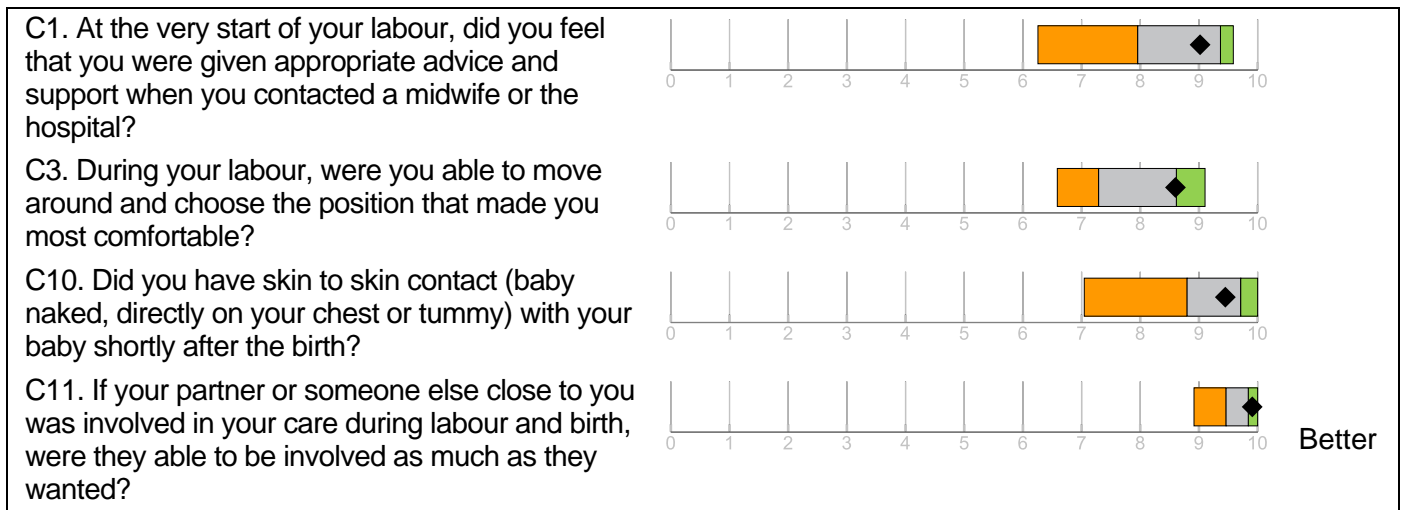 C1. At the very start of your labour, did you feel
that you were given appropriate advice and
support when you contacted a midwife or the
hospital?
0 1 2 3 4 5 6 7 8 9 10
C3. During your labour, were you able to move
around and choose the position that made you
most comfortable?
0 1 2 3 4 5 6 7 8 9 10
C10. Did you have skin to skin contact (baby
naked, directly on your chest or tummy) with your
baby shortly after the birth?
0 1 2 3 4 5 6 7 8 9 10
C11. If your partner or someone else close to you
was involved in your care during labour and birth,
were they able to be involved as much as they
wanted?
0 1 2 3 4 5 6 7 8 9 10
Better